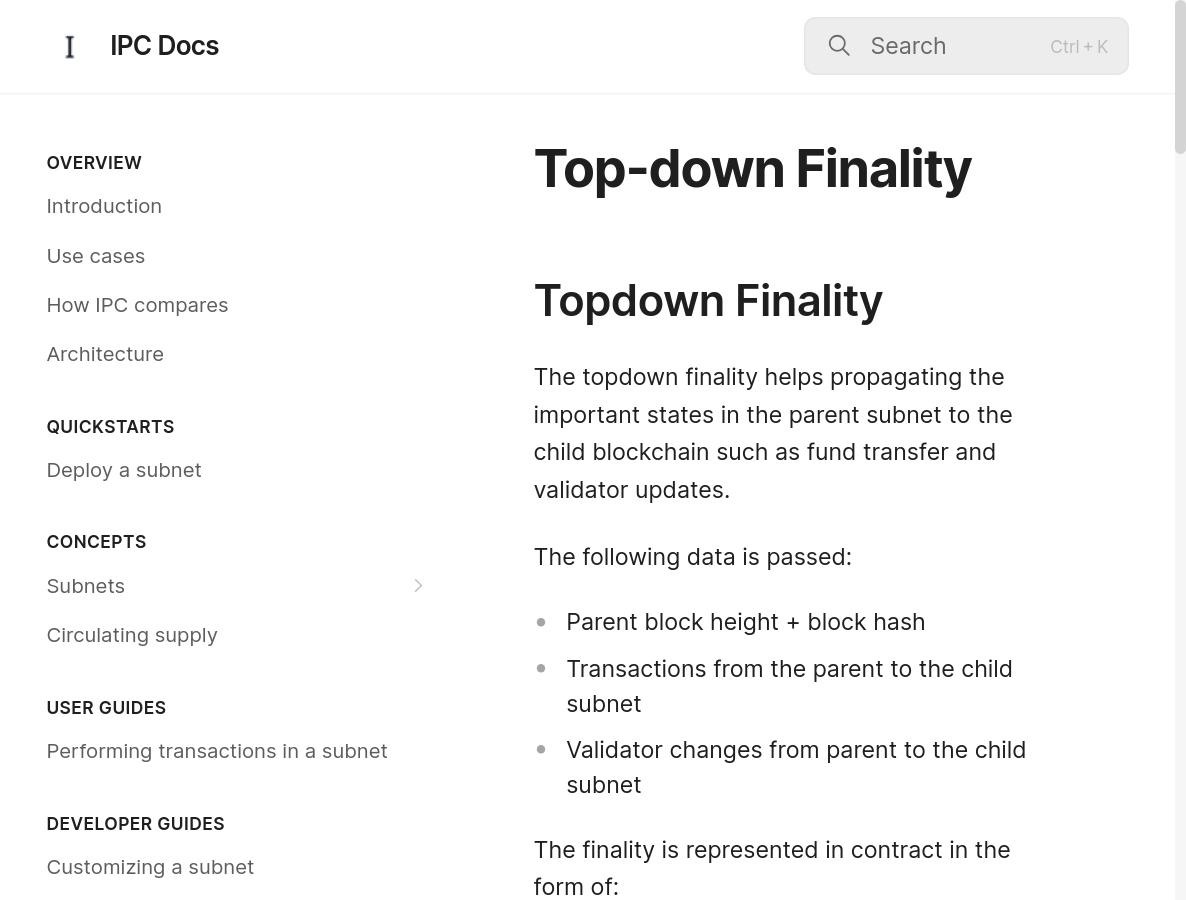 IPC Docs
Search
Ctrl + K
OVERVIEW
Introduction
Use cases
How IPC compares
Architecture
QUICKSTARTS
Deploy a subnet
CONCEPTS
Subnets
Circulating supply
USER GUIDES
Performing transactions in a subnet
DEVELOPER GUIDES
Customizing a subnet
Top-down Finality
Topdown Finality
The topdown finality helps propagating the
important states in the parent subnet to the
child blockchain such as fund transfer and
validator updates.
The following data is passed:
Parent block height + block hash
Transactions from the parent to the child
subnet
Validator changes from parent to the child
subnet
The finality is represented in contract in the
form of: